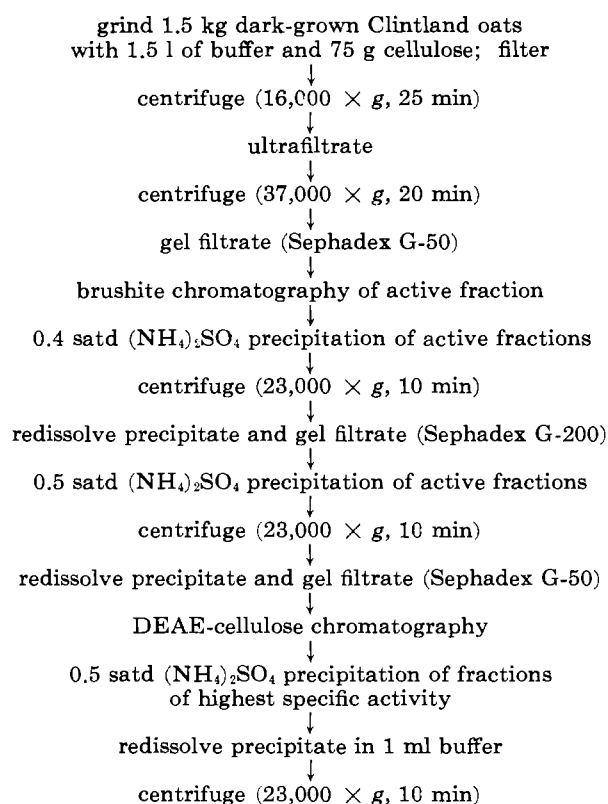 grind 1.5 kg dark-grown Clintland oats
with 1.5 l of buffer and 75 g cellulose; filter
↓
centrifuge (16,000 × g, 25 min)
↓
ultrafiltrate
↓
centrifuge (37,000 × g, 20 min)
↓
gel filtrate (Sephadex G-50)
↓
brushite chromatography of active fraction
↓
0.4 satd (NH₄)₂SO₄ precipitation of active fractions
↓
centrifuge (23,000 × g, 10 min)
↓
redissolve precipitate and gel filtrate (Sephadex G-200)
↓
0.5 satd (NH₄)₂SO₄ precipitation of active fractions
↓
centrifuge (23,000 × g, 10 min)
↓
redissolve precipitate and gel filtrate (Sephadex G-50)
↓
DEAE-cellulose chromatography
↓
0.5 satd (NH₄)₂SO₄ precipitation of fractions
of highest specific activity
↓
redissolve precipitate in 1 ml buffer
↓
centrifuge (23,000 × g, 10 min)